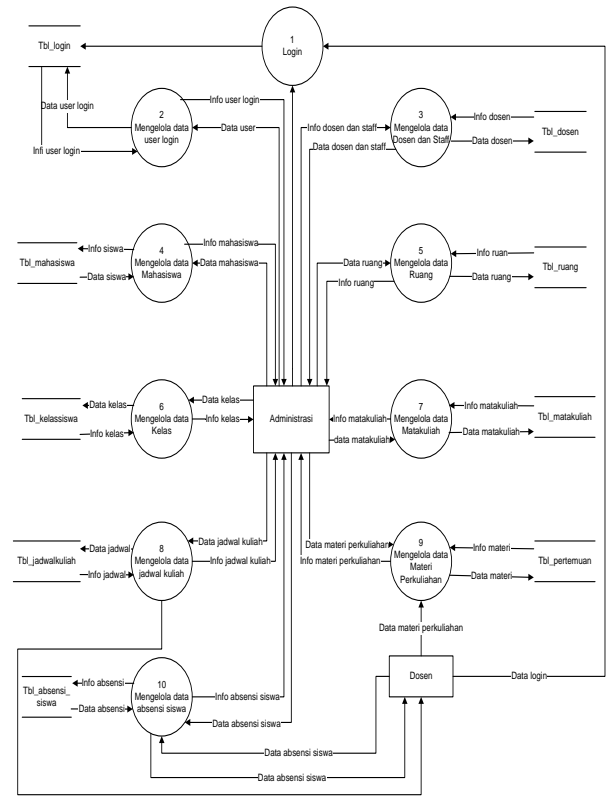 1
Login
Tbl_login
Data user login
Infi user login
2
Mengelola data
user login
Info user login
Data user
3
Mengelola data
Dosen dan Staff
Info dosen dan staff
Data dosen dan staff
Info dosen
Data dosen
Tbl_dosen
4
Mengelola data
Mahasiswa
Info siswa
Data siswa
Tbl_mahasiswa
Info mahasiswa
Data mahasiswa
5
Mengelola data
Ruang
Data ruang
Info ruang
Info ruan
Data ruang
Tbl_ruang
6
Mengelola data
Kelas
Data kelas
Info kelas
Tbl_kelassiswa
Data kelas
Info kelas
Administrasi
7
Mengelola data
Matakuliah
Info matakuliah
data matakuliah
Info matakuliah
Data matakuliah
Tbl_matakuliah
8
Mengelola data
jadwal kuliah
Data jadwal
Info jadwal
Tbl_jadwalkuliah
Data jadwal kuliah
Info jadwal kuliah
9
Mengelola data
Materi
Perkuliahan
Data materi perkuliahan
Info materi perkuliahan
Info materi
Data materi
Tbl_pertemuan
Data materi perkuliahan
Dosen
Data login
10
Mengelola data
absensi siswa
Info absensi
Data absensi
Tbl_absensi_
siswa
Info absensi siswa
Data absensi siswa
Data absensi siswa
Data absensi siswa